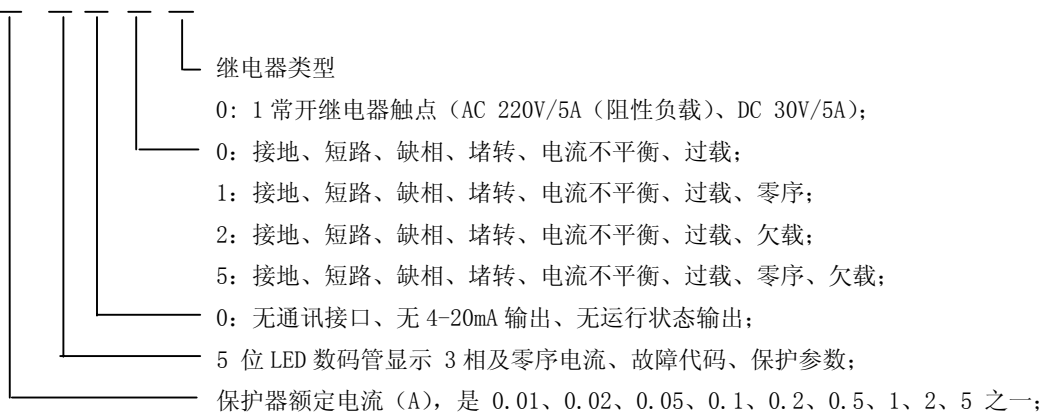 继电器类型
0: 1 常开继电器触点（AC 220V/5A（阻性负载）、DC 30V/5A）；
0：接地、短路、缺相、堵转、电流不平衡、过载；
1：接地、短路、缺相、堵转、电流不平衡、过载、零序；
2：接地、短路、缺相、堵转、电流不平衡、过载、欠载；
5：接地、短路、缺相、堵转、电流不平衡、过载、零序、欠载；
0：无通讯接口、无 4-20mA 输出、无运行状态输出；
5 位 LED 数码管显示 3 相及零序电流、故障代码、保护参数；
保护器额定电流（A），是 0.01、0.02、0.05、0.1、0.2、0.5、1、2、5 之一；